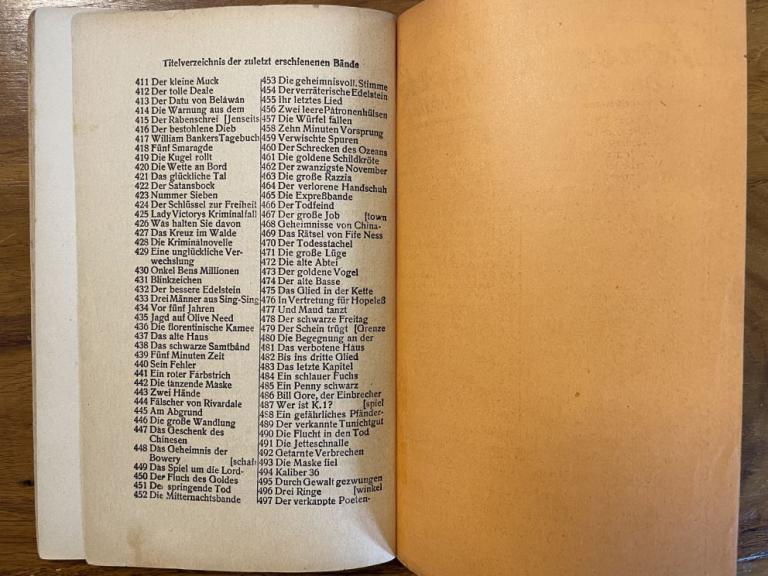 Titelverzeichnis der zuletzt erschienenen Bände
411 Der kleine Muck
412 Der tolle Deale
413 Der Datu von Beláwán
414 Die Warnung aus dem
415 Der Rabenschrei [Jenseits
416 Der bestohlene Dieb
417 William Bankers Tagebuch
418 Fünf Smaragde
419 Die Kugel rollt
420 Die Wette an Bord
421 Das glückliche Tal
422 Der Satansbock
423 Nummer Sieben
424 Der Schlüssel zur Freiheit
425 Lady Victorys Kriminalfall
426 Was halten Sie davon
427 Das Kreuz im Walde
428 Die Kriminalnovelle
429 Eine unglückliche Ver-
wechslung
430 Onkel Bens Millionen
431 Blinkzeichen
432 Der bessere Edelstein
433 Drei Männer aus Sing-Sing
434 Vor fünf Jahren
435 Jagd auf Olive Need
436 Die florentinische Kamee
437 Das alte Haus
438 Das schwarze Samtband
439 Fünf Minuten Zeit
440 Sein Fehler
441 Ein roter Farbstrich
442 Die tanzende Maske
443 Zwei Hände
444 Fälscher von Rivardale
445 Am Abgrund
446 Die große Wandlung
447 Das Geschenk des
Chinesen
448 Das Geheimnis der
Bowery [schaft
449 Das Spiel um die Lord-
450 Der Fluch des Goldes
451 Der springende Tod
452 Die Mitternachtsbande
453 Die geheimnisvoll. Stimme
454 Der verräterische Edelstein
455 Ihr letztes Lied
456 Zwei leere Patronenhülsen
457 Die Würfel fallen
458 Zehn Minuten Vorsprung
459 Verwischte Spuren
460 Der Schrecken des Ozeans
461 Die goldene Schildkröte
462 Der zwanzigste November
463 Die große Razzia
464 Der verlorene Handschuh
465 Die Expreßbande
466 Der Todfeind
467 Der große Job [town
468 Geheimnisse von China-
469 Das Rätsel von Fife Ness
470 Der Todesstachel
471 Die große Lüge
472 Die alte Abtei
473 Der goldene Vogel
474 Der alte Basse
475 Das Glied in der Kette
476 In Vertretung für Hopeleß
477 Und Maud tanzt
478 Der schwarze Freitag
479 Der Schein trügt [Grenze
480 Die Begegnung an der
481 Das verbotene Haus
482 Bis ins dritte Glied
483 Das letzte Kapitel
484 Ein schlauer Fuchs
485 Ein Penny schwarz
486 Bill Gore, der Einbrecher
487 Wer ist K.1? [spiel
498 Ein gefährliches Pfänder-
489 Der verkannte Tunichtgut
490 Die Flucht in den Tod
491 Die Jetteschnalle
492 Getarnte Verbrechen
493 Die Maske fiel
494 Kaliber 36
495 Durch Gewalt gezwungen
496 Drei Ringe [winkel
497 Der verkappte Poeten-